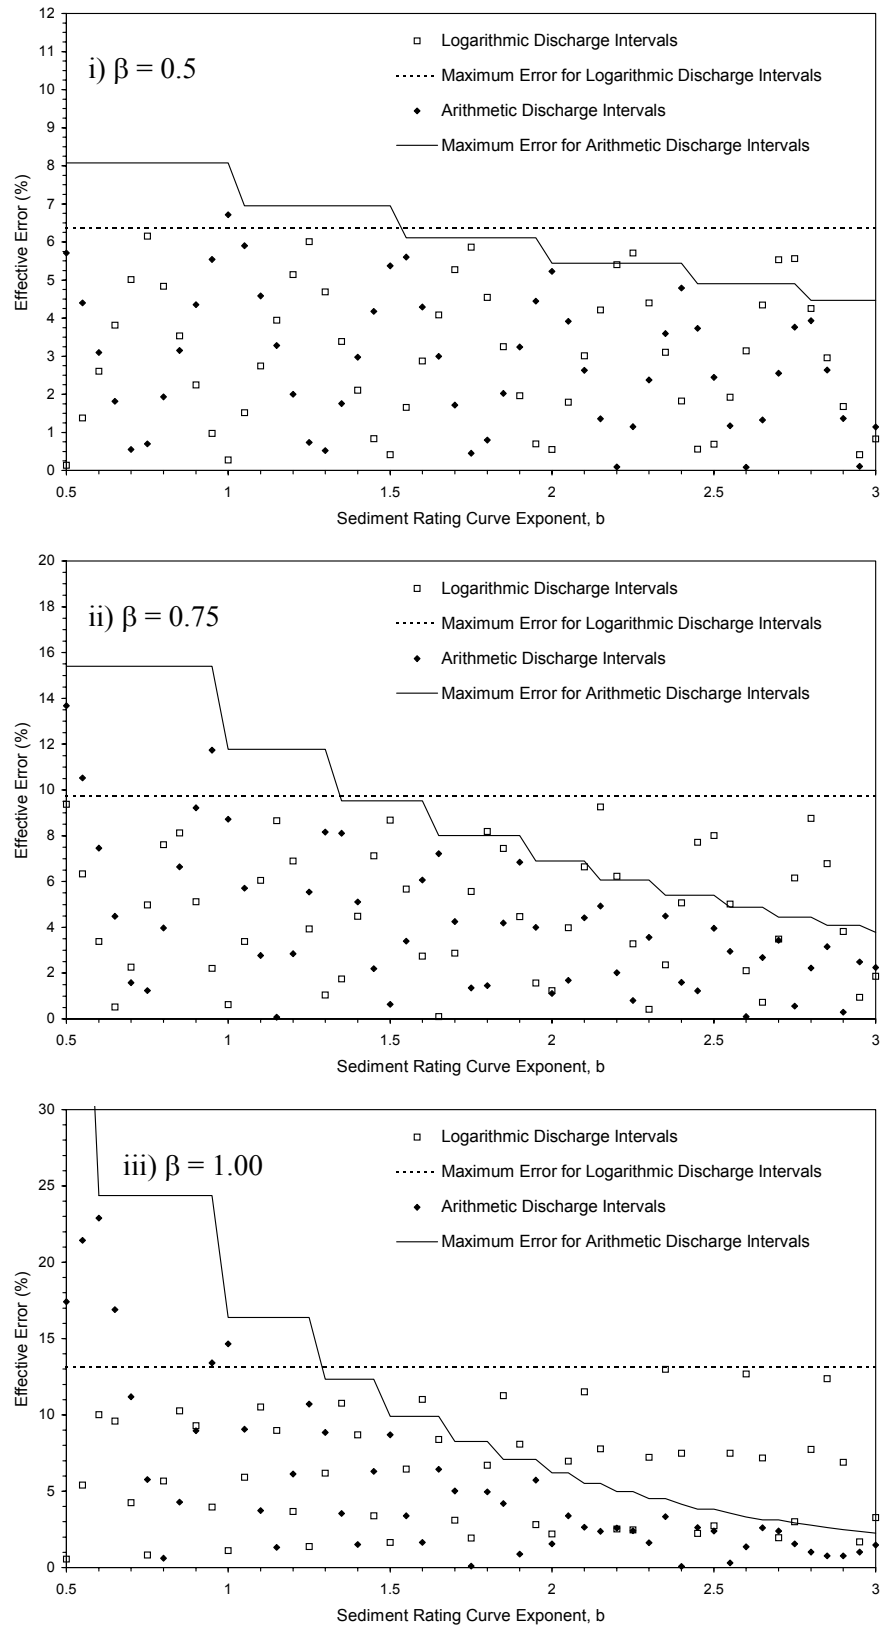 12
11
10
9
8
7
6
5
4
3
2
1
0
Effective Error (%)
i) β = 0.5
Logarithmic Discharge Intervals
Maximum Error for Logarithmic Discharge Intervals
Arithmetic Discharge Intervals
Maximum Error for Arithmetic Discharge Intervals
0.5 1 1.5 2 2.5 3
Sediment Rating Curve Exponent, b
20
18
16
14
12
10
8
6
4
2
0
Effective Error (%)
ii) β = 0.75
Logarithmic Discharge Intervals
Maximum Error for Logarithmic Discharge Intervals
Arithmetic Discharge Intervals
Maximum Error for Arithmetic Discharge Intervals
0.5 1 1.5 2 2.5 3
Sediment Rating Curve Exponent, b
30
25
20
15
10
5
0
Effective Error (%)
iii) β = 1.00
Logarithmic Discharge Intervals
Maximum Error for Logarithmic Discharge Intervals
Arithmetic Discharge Intervals
Maximum Error for Arithmetic Discharge Intervals
0.5 1 1.5 2 2.5 3
Sediment Rating Curve Exponent, b